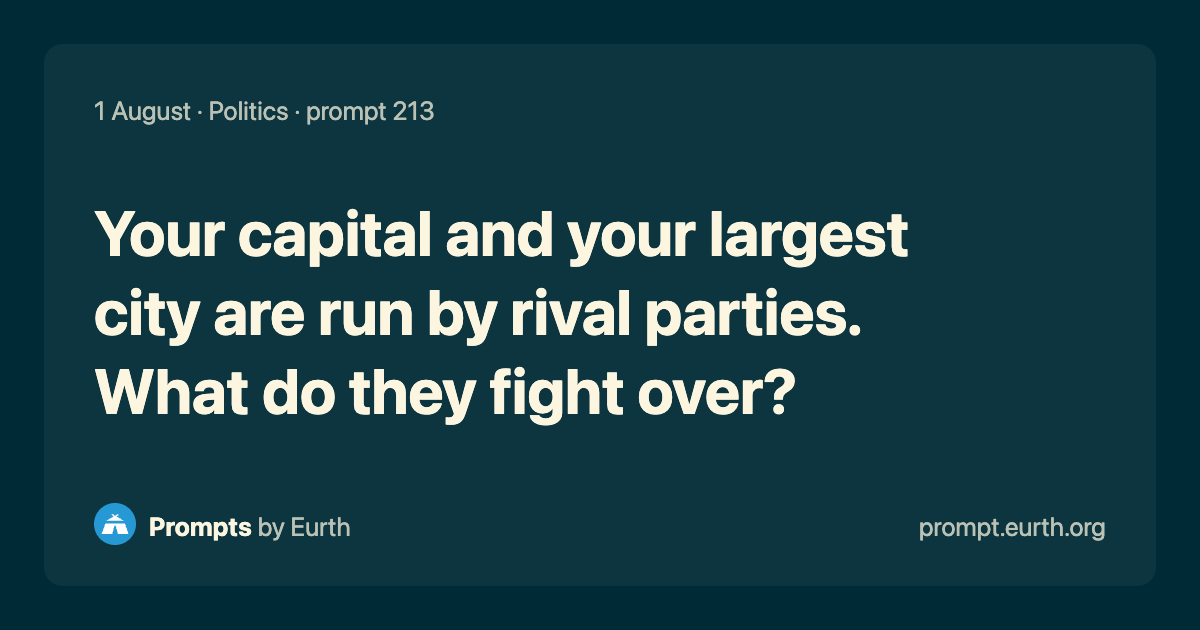 1 August · Politics · prompt 213
Your capital and your largest
city are run by rival parties.
What do they fight over?
Prompts by Eurth
prompt.eurth.org